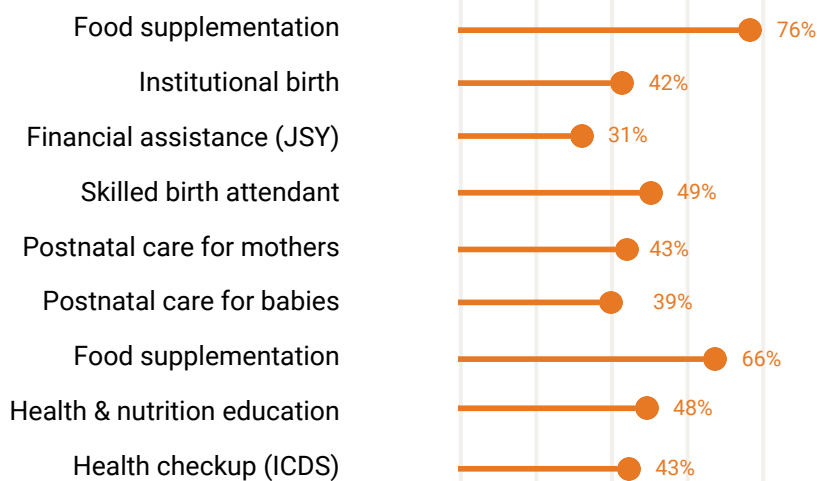 Food supplementation 76%
Institutional birth 42%
Financial assistance (JSY) 31%
Skilled birth attendant 49%
Postnatal care for mothers 43%
Postnatal care for babies 39%
Food supplementation 66%
Health & nutrition education 48%
Health checkup (ICDS) 43%